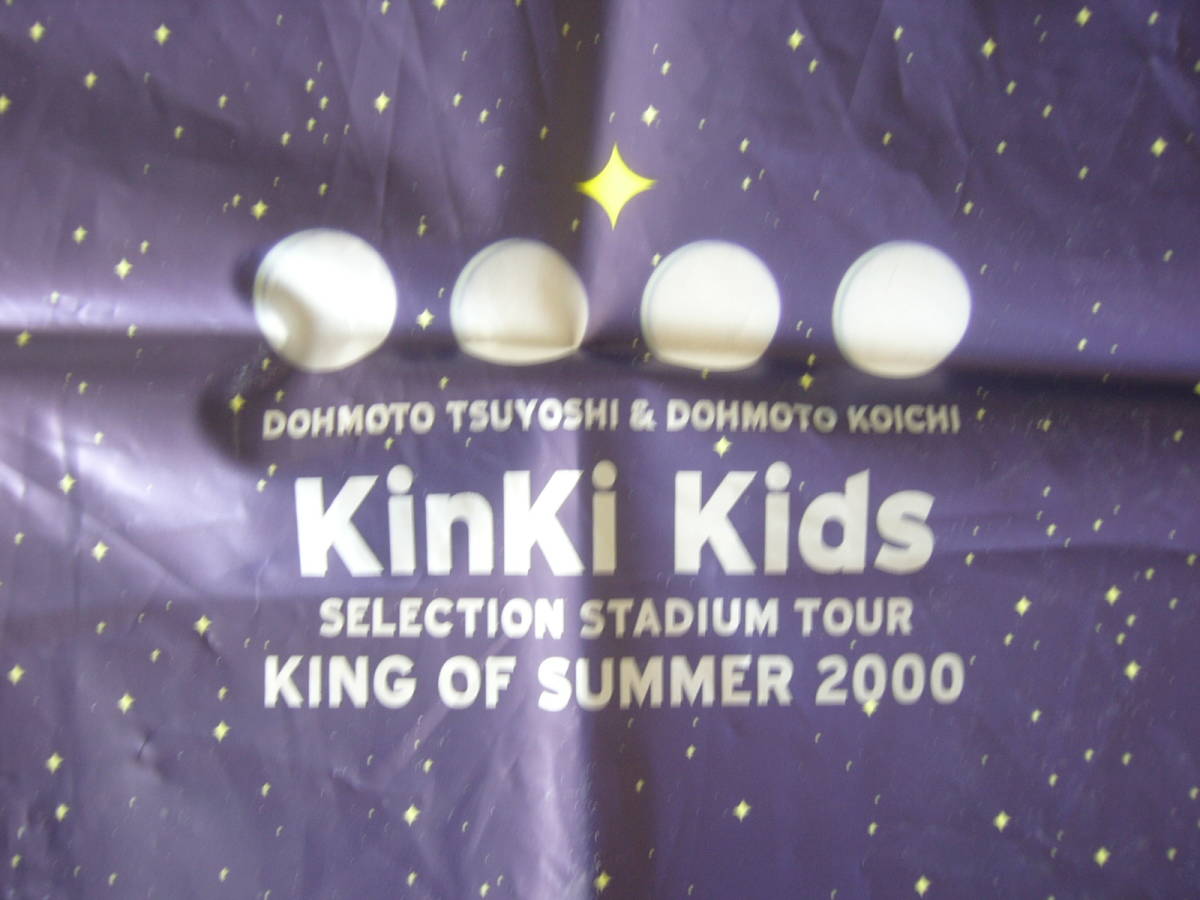 DOHMOTO TSUYOSHI & DOHMOTO KOICHI
KinKi Kids
SELECTION STADIUM TOUR
KING OF SUMMER 2000